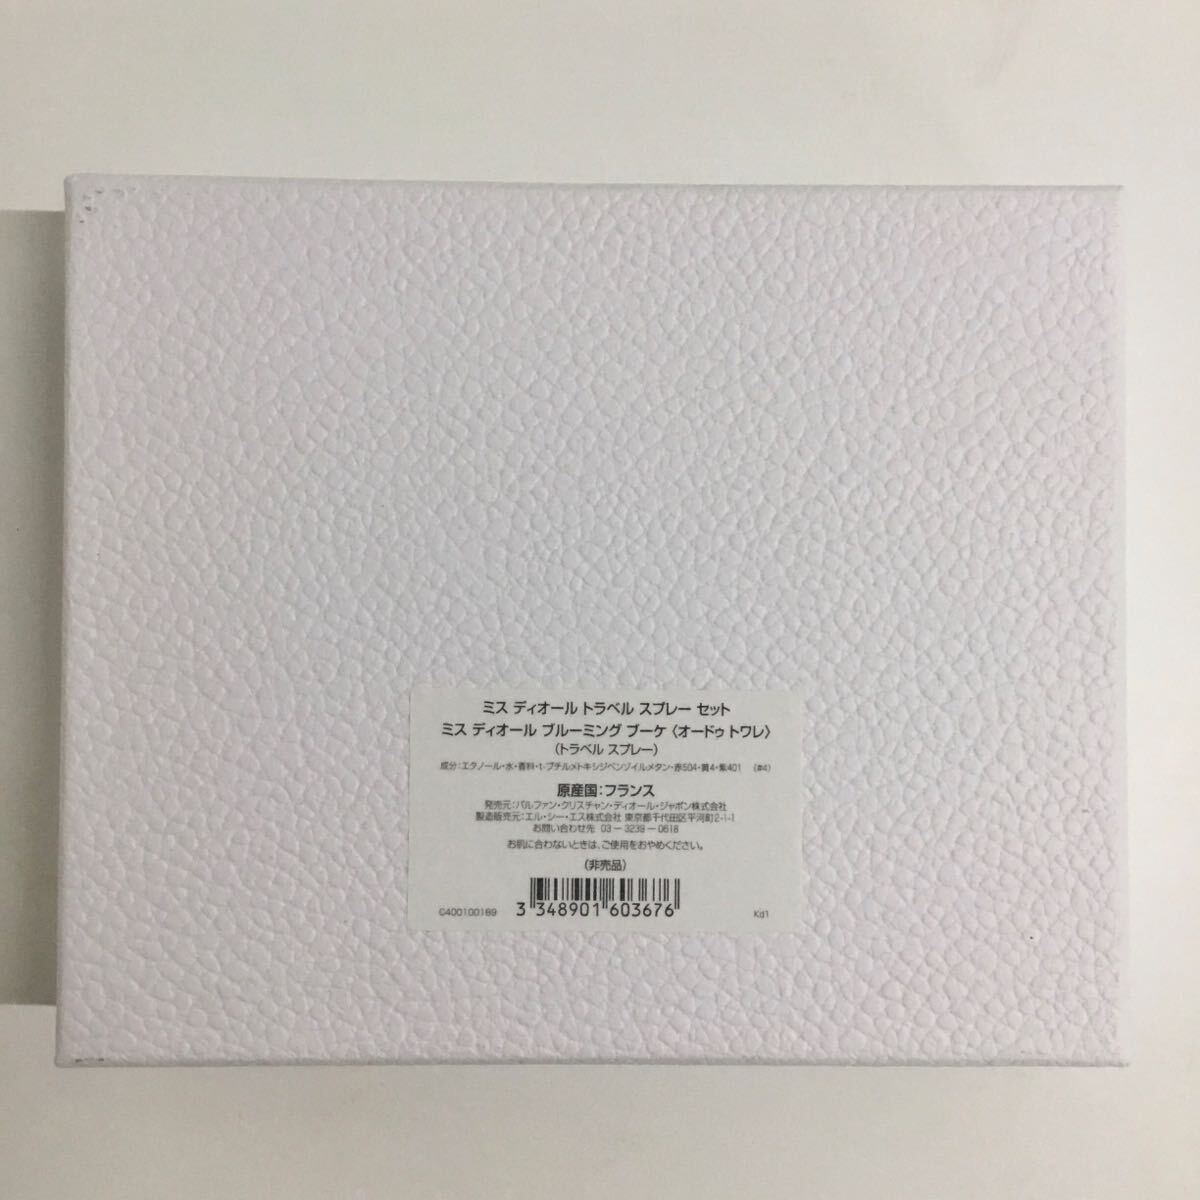 ミス ディオール トラベル スプレー セット
ミス ディオール ブルーミング ブーケ 〈オードゥ トワレ〉
(トラベル スプレー)
成分:エタノール・水・香料・t-ブチルメトキシジベンゾイルメタン・赤504・黄4・紫401 (#4)
原産国:フランス
発売元:パルファン・クリスチャン・ディオール・ジャポン株式会社
製造販売元:エル・シー・エス株式会社 東京都千代田区平河町2-1-1
お問い合わせ先 03-3239-0618
お肌に合わないときは、ご使用をおやめください。
(非売品)
C400100169 3 348901 603676 Kd1